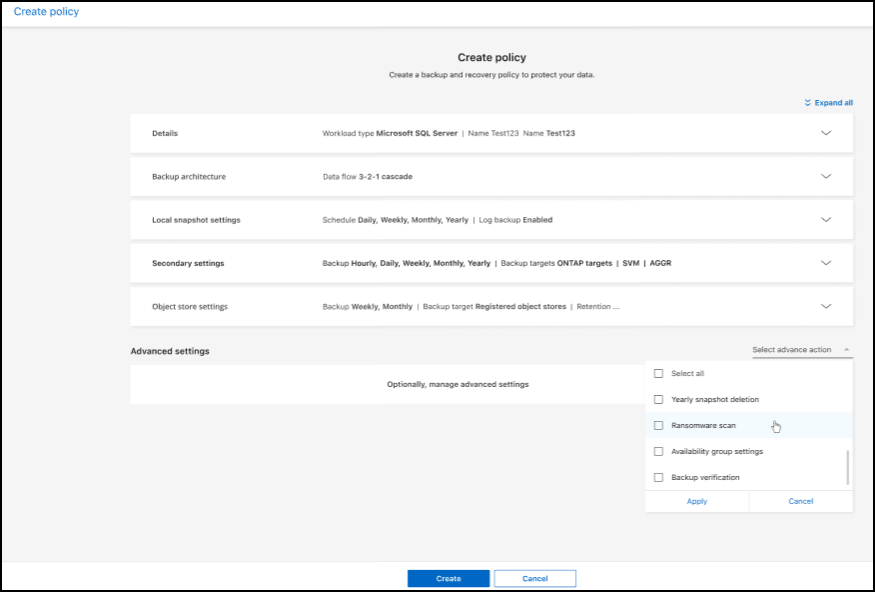 Create policy
Create policy
Create a backup and recovery policy to protect your data.
Expand all
Details Workload type Microsoft SQL Server | Name Test123 Name Test123
Backup architecture Data flow 3-2-1 cascade
Local snapshot settings Schedule Daily, Weekly, Monthly, Yearly | Log backup Enabled
Secondary settings Backup Hourly, Daily, Weekly, Monthly, Yearly | Backup targets ONTAP targets | SVM | AGGR
Object store settings Backup Weekly, Monthly | Backup target Registered object stores | Retention ...
Advanced settings Select advance action
Optionally, manage advanced settings
Select all
Yearly snapshot deletion
Ransomware scan
Availability group settings
Backup verification
Apply Cancel
Create Cancel